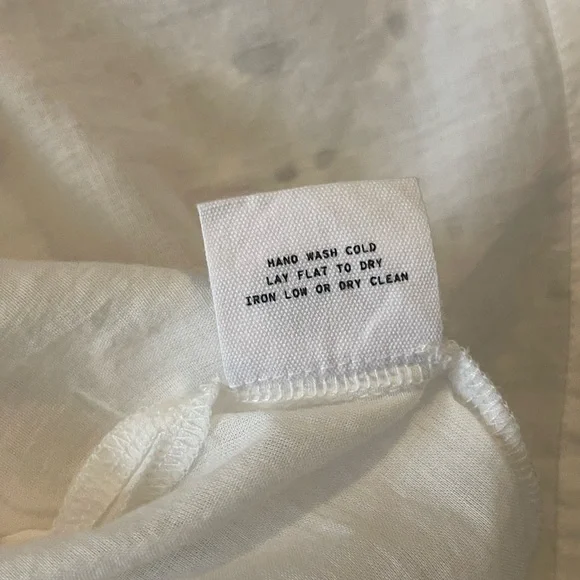 HAND WASH COLD
LAY FLAT TO DRY
IRON LOW OR DRY CLEAN